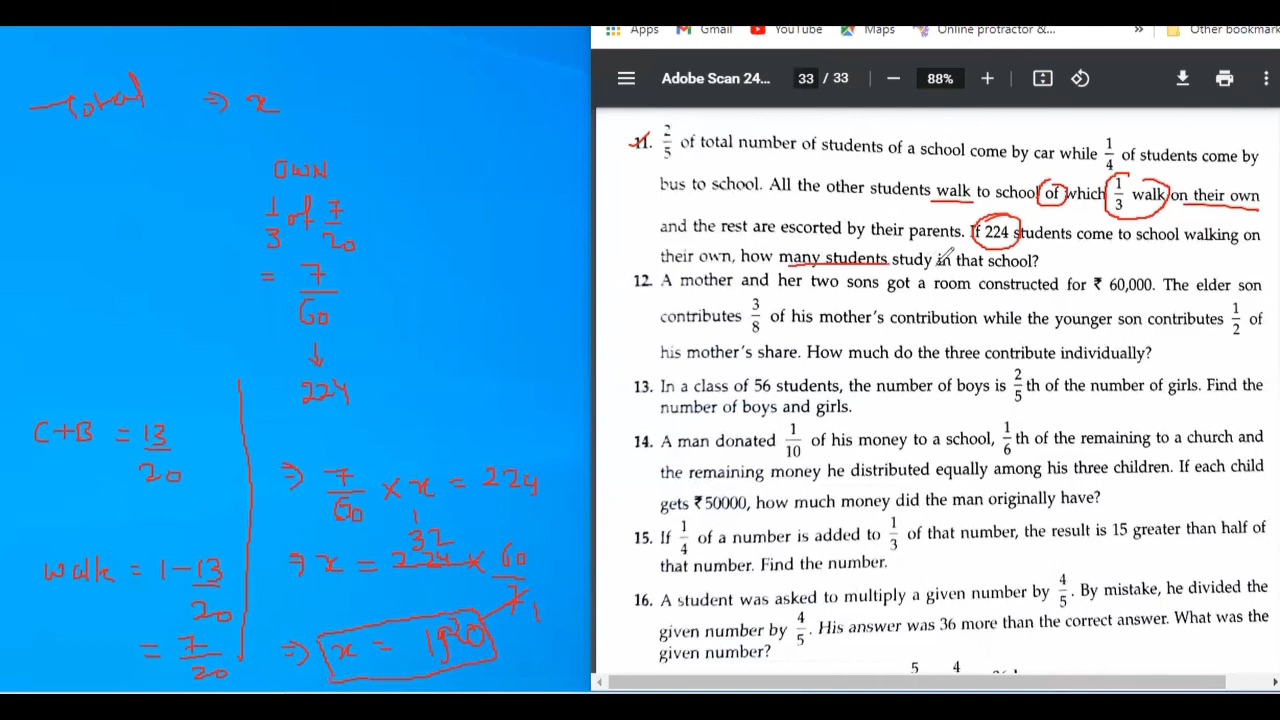 Total ⇒ x
OWN
1/3 of 7/20
= 7/60
↓
224
C+B = 13/20
Walk = 1 - 13/20
= 7/20
⇒ 7/60 × x = 224
1
32
⇒ x = 224 × 60/7 1
⇒ x = 1920
Apps Gmail YouTube Maps Online protractor &... » Other bookmark
Adobe Scan 24... 33 / 33 88%
11. 2/5 of total number of students of a school come by car while 1/4 of students come by
bus to school. All the other students walk to school of which 1/3 walk on their own
and the rest are escorted by their parents. If 224 students come to school walking on
their own, how many students study in that school?
12. A mother and her two sons got a room constructed for ₹ 60,000. The elder son
contributes 3/8 of his mother's contribution while the younger son contributes 1/2 of
his mother's share. How much do the three contribute individually?
13. In a class of 56 students, the number of boys is 2/5 th of the number of girls. Find the
number of boys and girls.
14. A man donated 1/10 of his money to a school, 1/6 th of the remaining to a church and
the remaining money he distributed equally among his three children. If each child
gets ₹ 50000, how much money did the man originally have?
15. If 1/4 of a number is added to 1/3 of that number, the result is 15 greater than half of
that number. Find the number.
16. A student was asked to multiply a given number by 4/5. By mistake, he divided the
given number by 4/5. His answer was 36 more than the correct answer. What was the
given number?
5 4